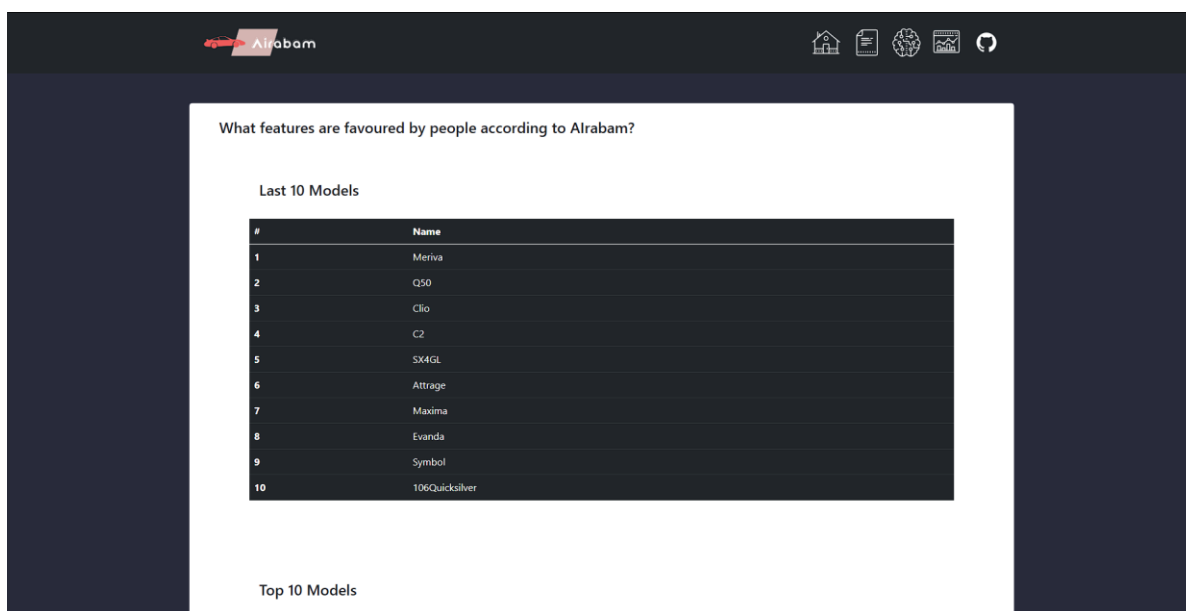 Airabam
What features are favoured by people according to AIrabam?
Last 10 Models
# Name
1 Meriva
2 Q50
3 Clio
4 C2
5 SX4GL
6 Attrage
7 Maxima
8 Evanda
9 Symbol
10 106Quicksilver
Top 10 Models